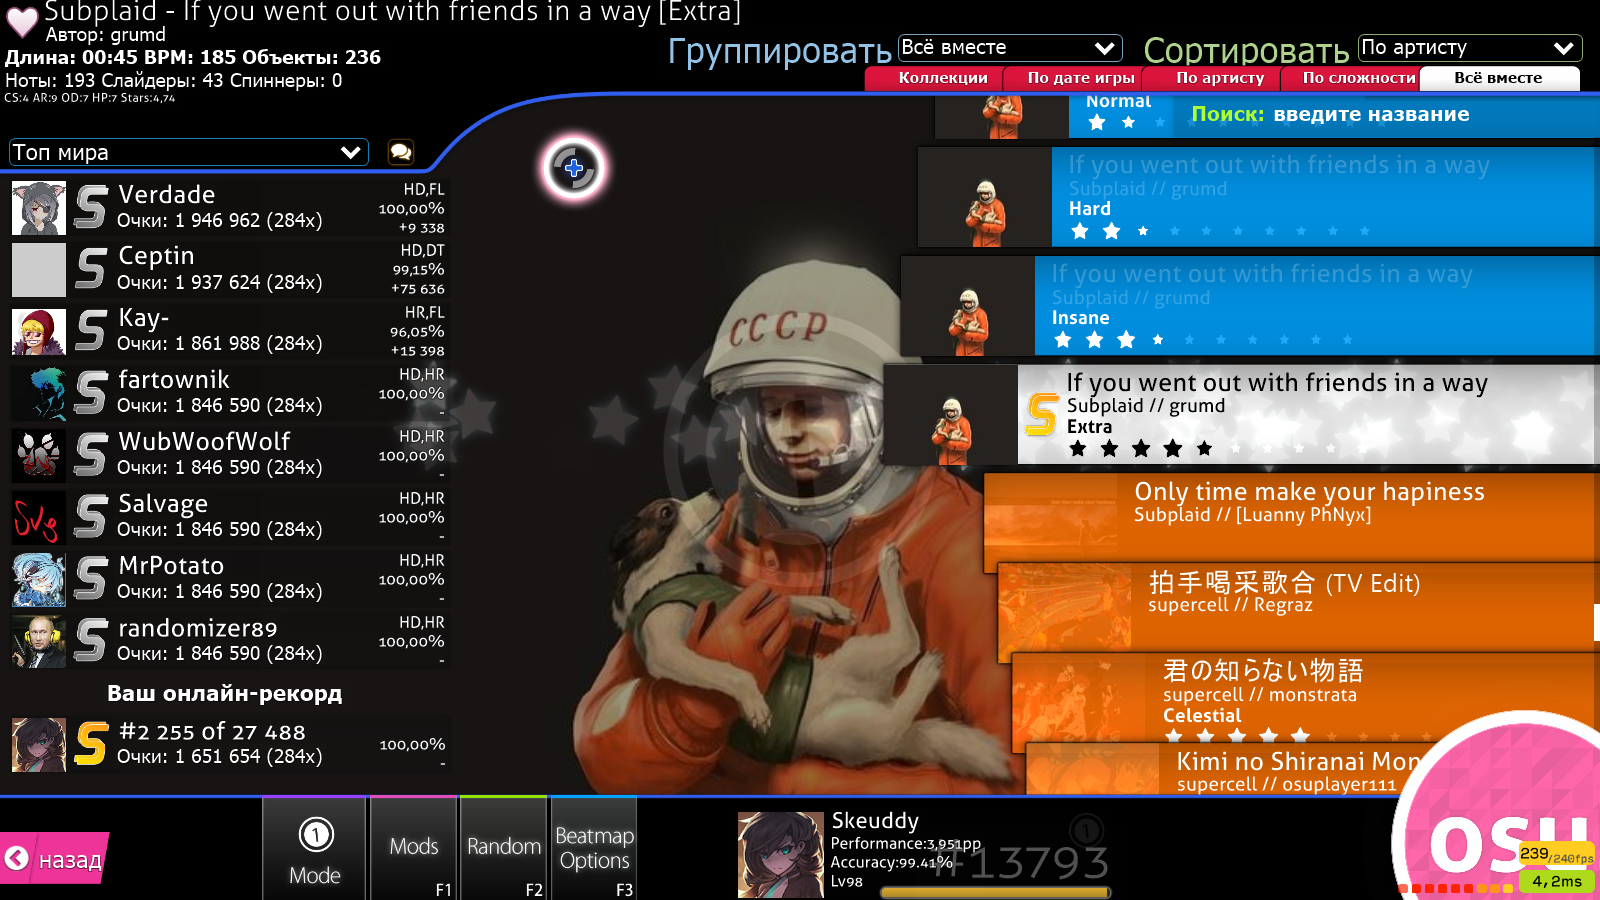 Subplaid - If you went out with friends in a way [Extra]
Автор: grumd
Длина: 00:45 BPM: 185 Объекты: 236
Ноты: 193 Слайдеры: 43 Спиннеры: 0
CS:4 AR:9 OD:7 HP:7 Stars:4,74
Группировать
Всё вместе
Сортировать
По артисту
Коллекции
По дате игры
По артисту
По сложности
Всё вместе
Топ мира
Verdade
Очки: 1 946 962 (284x)
HD,FL
100,00%
+9 338
Ceptin
Очки: 1 937 624 (284x)
HD,DT
99,15%
+75 636
Kay-
Очки: 1 861 988 (284x)
HR,FL
96,05%
+15 398
fartownik
Очки: 1 846 590 (284x)
HD,HR
100,00%
-
WubWoofWolf
Очки: 1 846 590 (284x)
HD,HR
100,00%
-
Salvage
Очки: 1 846 590 (284x)
HD,HR
100,00%
-
MrPotato
Очки: 1 846 590 (284x)
HD,HR
100,00%
-
randomizer89
Очки: 1 846 590 (284x)
HD,HR
100,00%
-
Ваш онлайн-рекорд
#2 255 of 27 488
Очки: 1 651 654 (284x)
100,00%
-
СССР
Normal
Поиск: введите название
If you went out with friends in a way
Subplaid // grumd
Hard
If you went out with friends in a way
Subplaid // grumd
Insane
If you went out with friends in a way
Subplaid // grumd
Extra
Only time make your hapiness
Subplaid // [Luanny PhNyx]
拍手喝采歌合 (TV Edit)
supercell // Regraz
君の知らない物語
supercell // monstrata
Celestial
Kimi no Shiranai Mon
supercell // osuplayer111
назад
1
Mode
Mods
F1
Random
F2
Beatmap
Options
F3
Skeuddy
Performance:3,951pp
Accuracy:99.41%
Lv98
#13793
1
osu
239/240fps
4,2ms